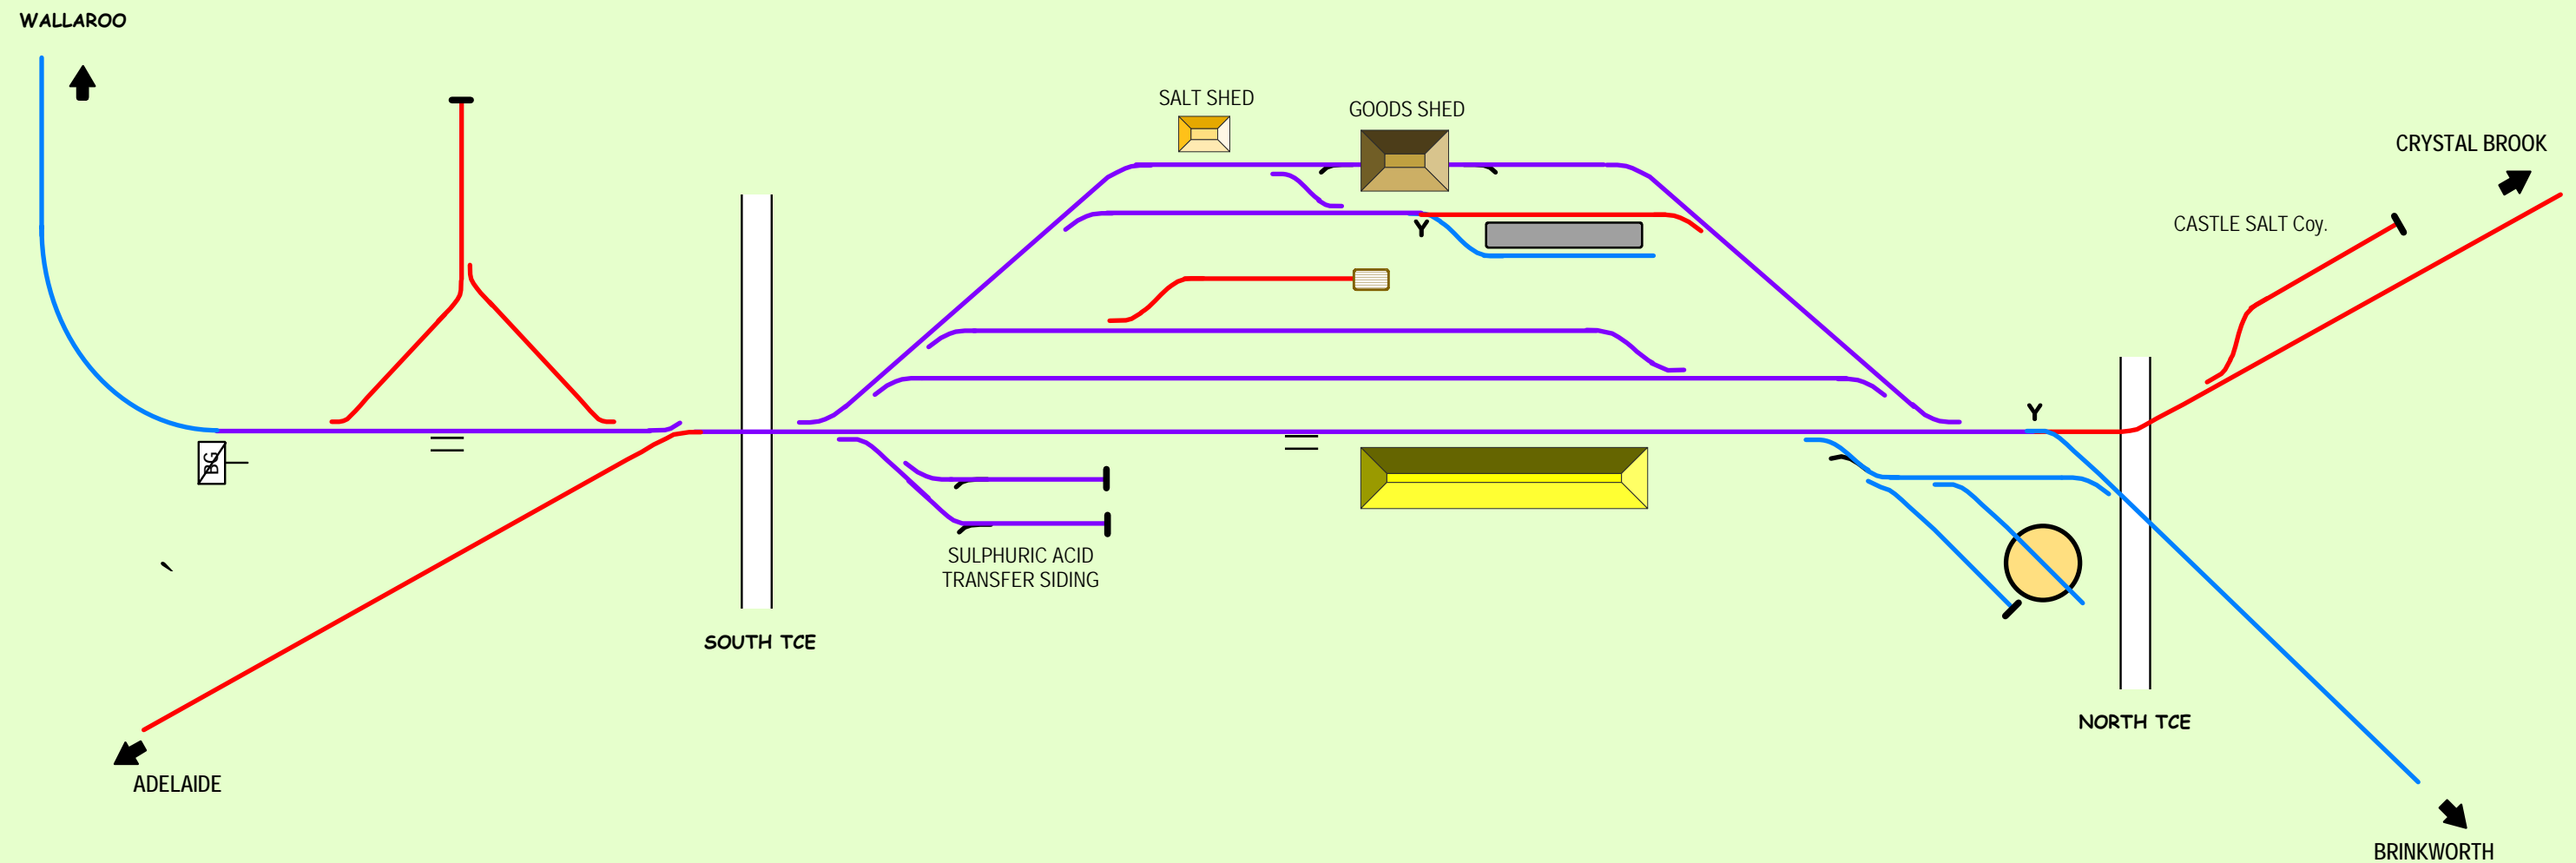 WALLAROO
SALT SHED
GOODS SHED
CRYSTAL BROOK
CASTLE SALT Coy.
Y
Y
BG
SULPHURIC ACID
TRANSFER SIDING
SOUTH TCE
NORTH TCE
ADELAIDE
BRINKWORTH